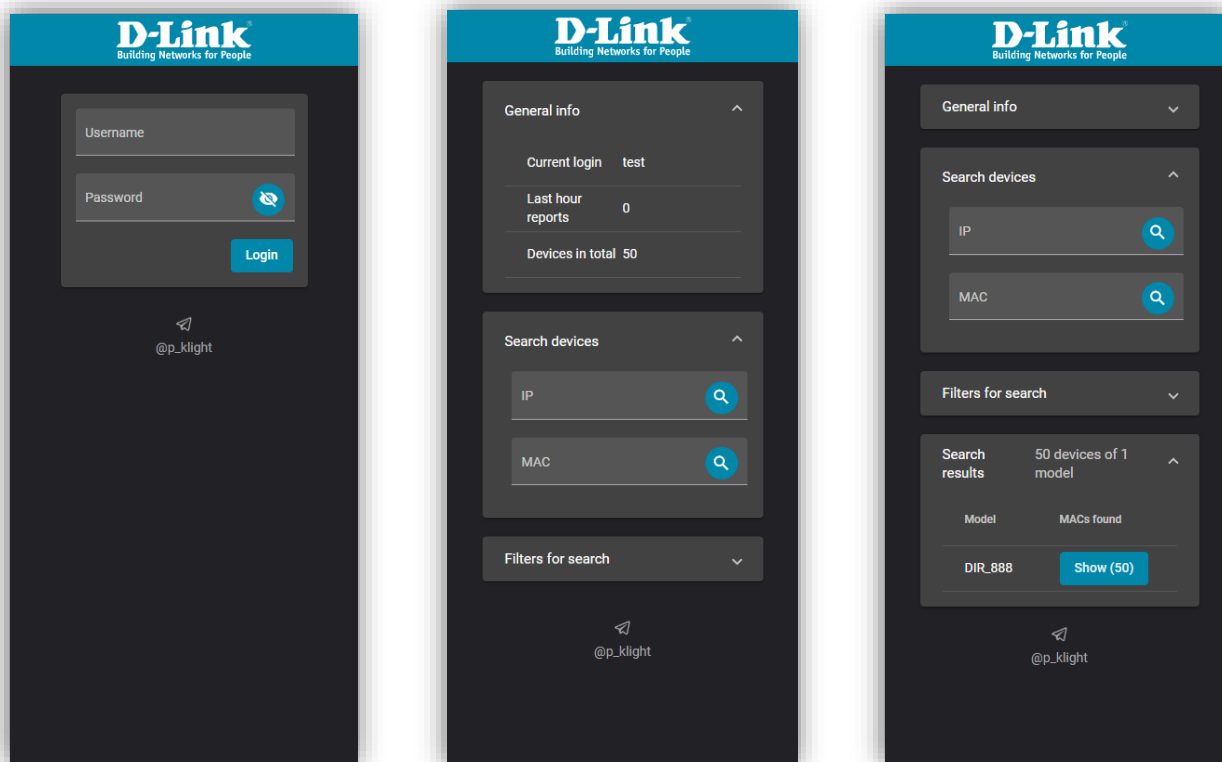 D-Link®
Building Networks for People
Username
Password
Login
@p_klight
D-Link®
Building Networks for People
General info
Current login test
Last hour
reports
0
Devices in total 50
Search devices
IP
MAC
Filters for search
@p_klight
D-Link®
Building Networks for People
General info
Search devices
IP
MAC
Filters for search
Search
results
50 devices of 1
model
Model MACs found
DIR_888 Show (50)
@p_klight